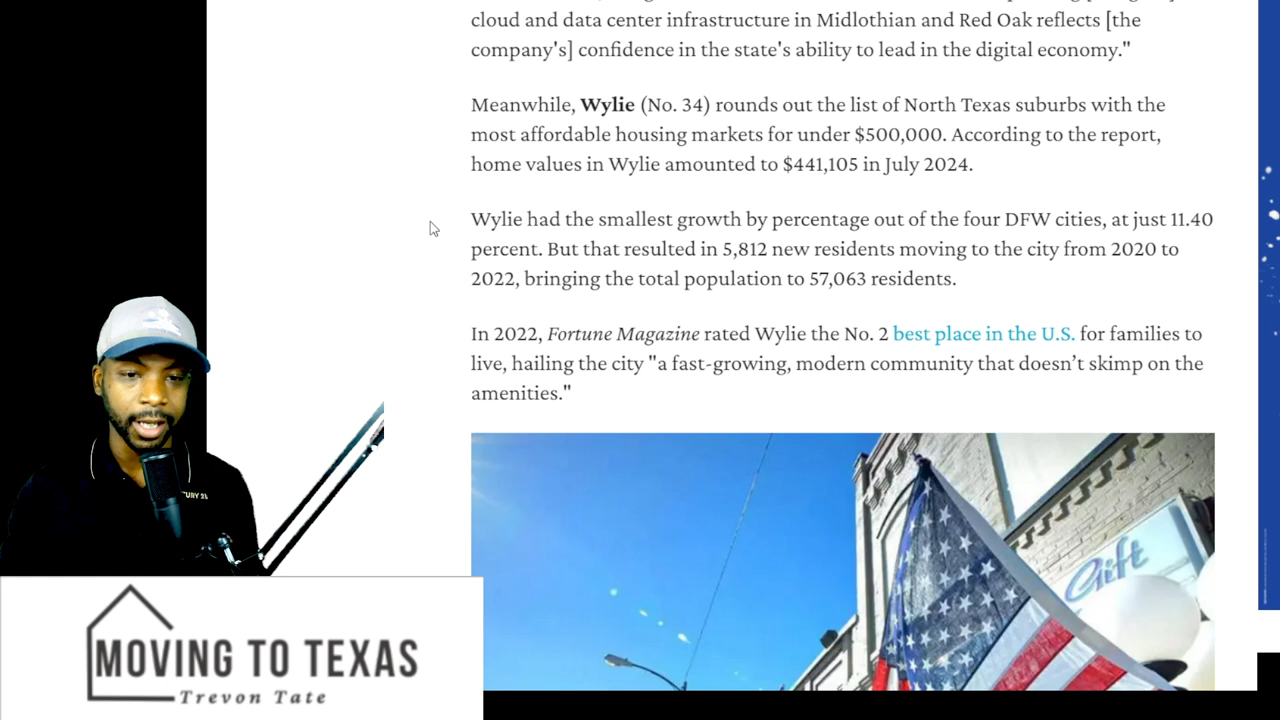 cloud and data center infrastructure in Midlothian and Red Oak reflects [the
company's] confidence in the state's ability to lead in the digital economy."
Meanwhile, Wylie (No. 34) rounds out the list of North Texas suburbs with the
most affordable housing markets for under $500,000. According to the report,
home values in Wylie amounted to $441,105 in July 2024.
Wylie had the smallest growth by percentage out of the four DFW cities, at just 11.40
percent. But that resulted in 5,812 new residents moving to the city from 2020 to
2022, bringing the total population to 57,063 residents.
In 2022, Fortune Magazine rated Wylie the No. 2 best place in the U.S. for families to
live, hailing the city "a fast-growing, modern community that doesn’t skimp on the
amenities."
Gift
MOVING TO TEXAS
Trevon Tate